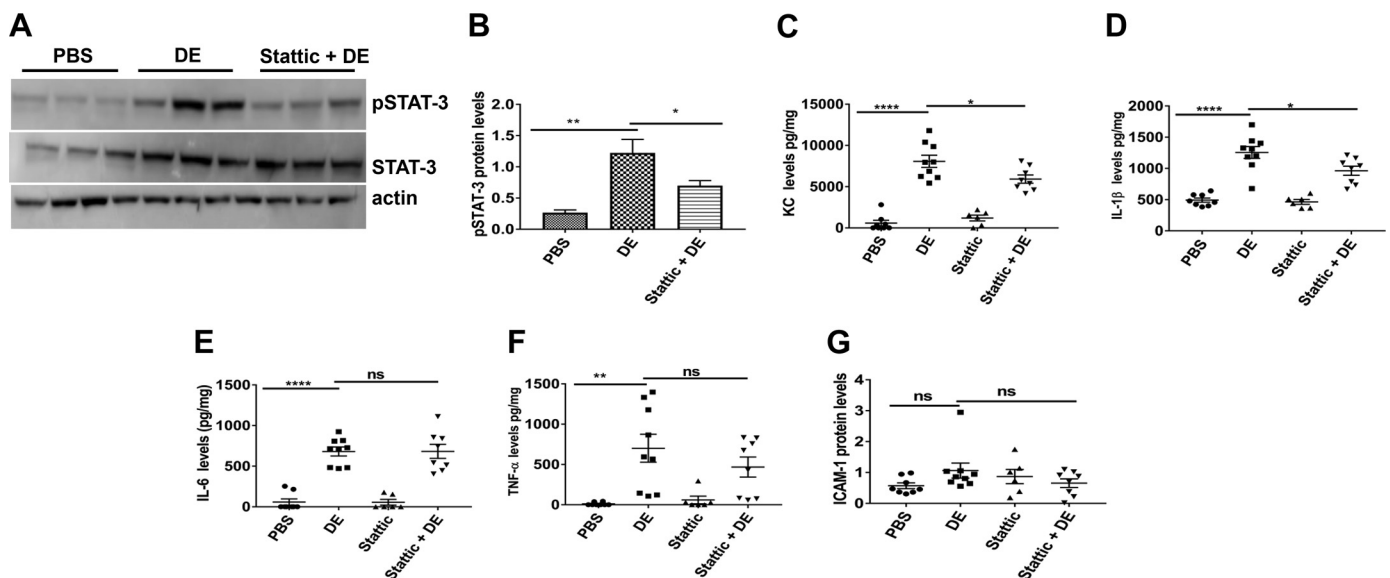 A
PBS
DE
Stattic + DE
pSTAT-3
STAT-3
actin
B
pSTAT-3 protein levels
2.0
1.5
1.0
0.5
0.0
**
*
PBS
DE
Stattic + DE
C
KC levels pg/mg
15000
10000
5000
0
****
*
PBS
DE
Stattic
Stattic + DE
D
IL-1β levels pg/mg
2000
1500
1000
500
0
****
*
PBS
DE
Stattic
Stattic + DE
E
IL-6 levels (pg/mg)
1500
1000
500
0
****
ns
PBS
DE
Stattic
Stattic + DE
F
TNF-α levels pg/mg
1500
1000
500
0
**
ns
PBS
DE
Stattic
Stattic + DE
G
ICAM-1 protein levels
4
3
2
1
0
ns
ns
PBS
DE
Stattic
Stattic + DE